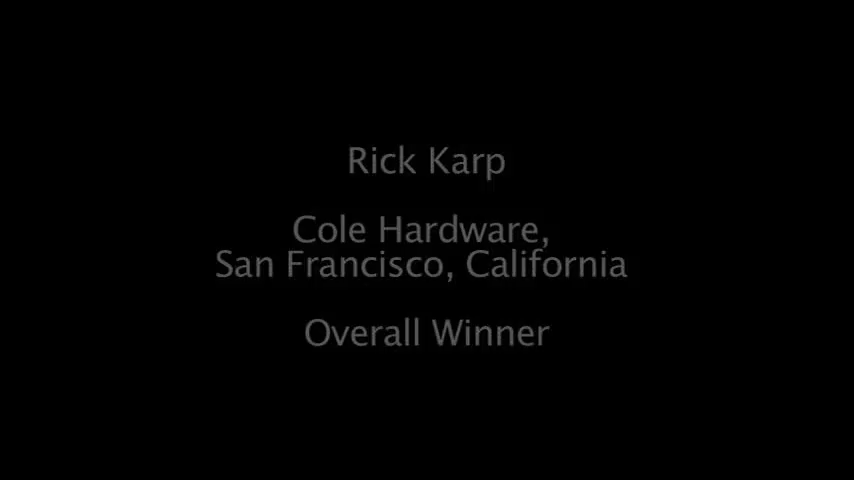 Rick Karp
Cole Hardware,
San Francisco, California
Overall Winner